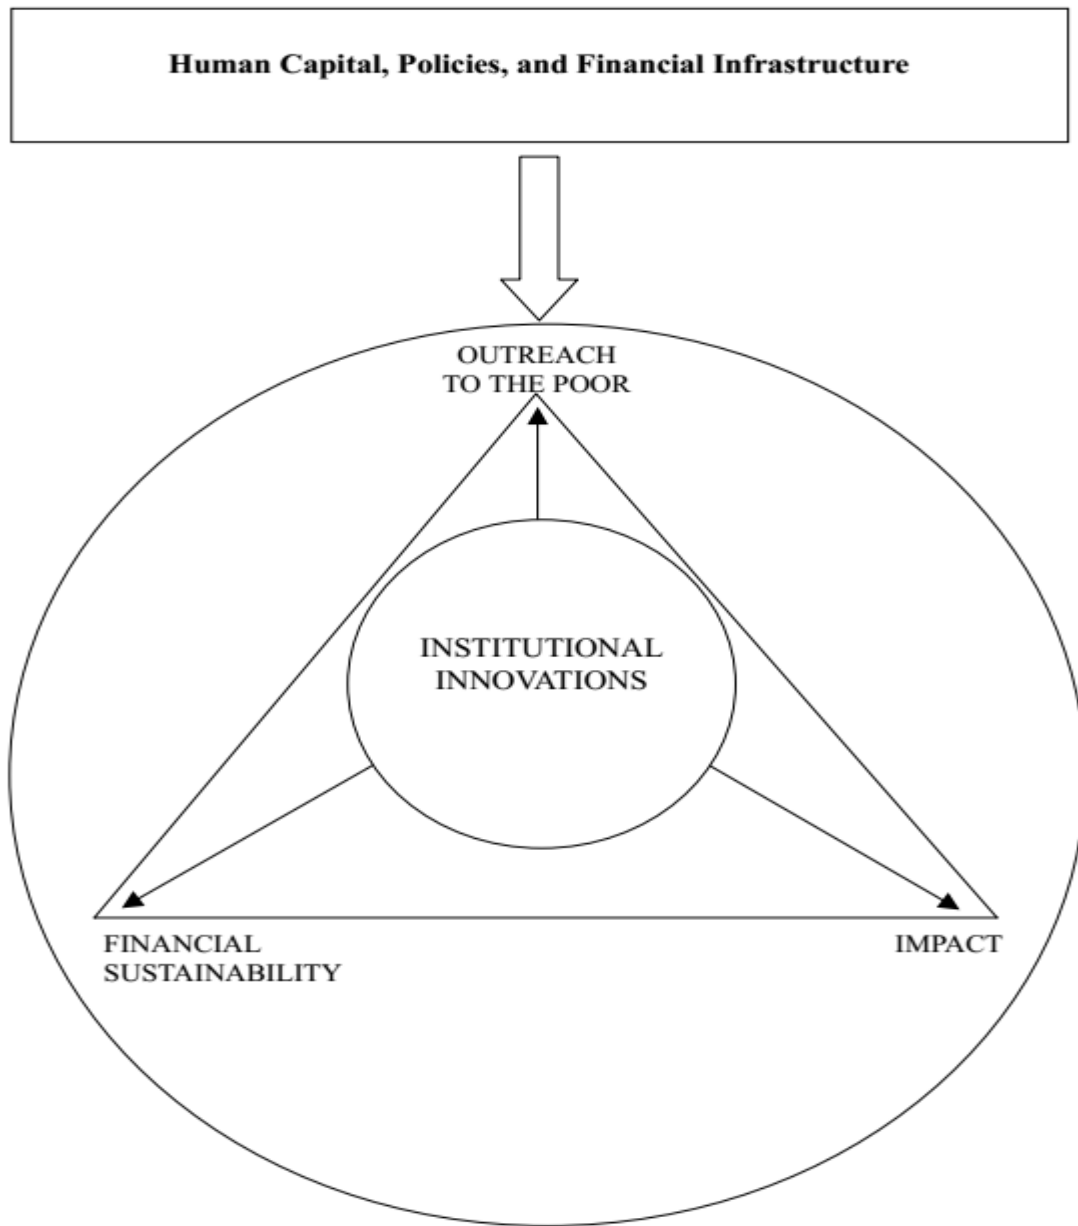 Human Capital, Policies, and Financial Infrastructure
OUTREACH
TO THE POOR
INSTITUTIONAL
INNOVATIONS
FINANCIAL
SUSTAINABILITY
IMPACT